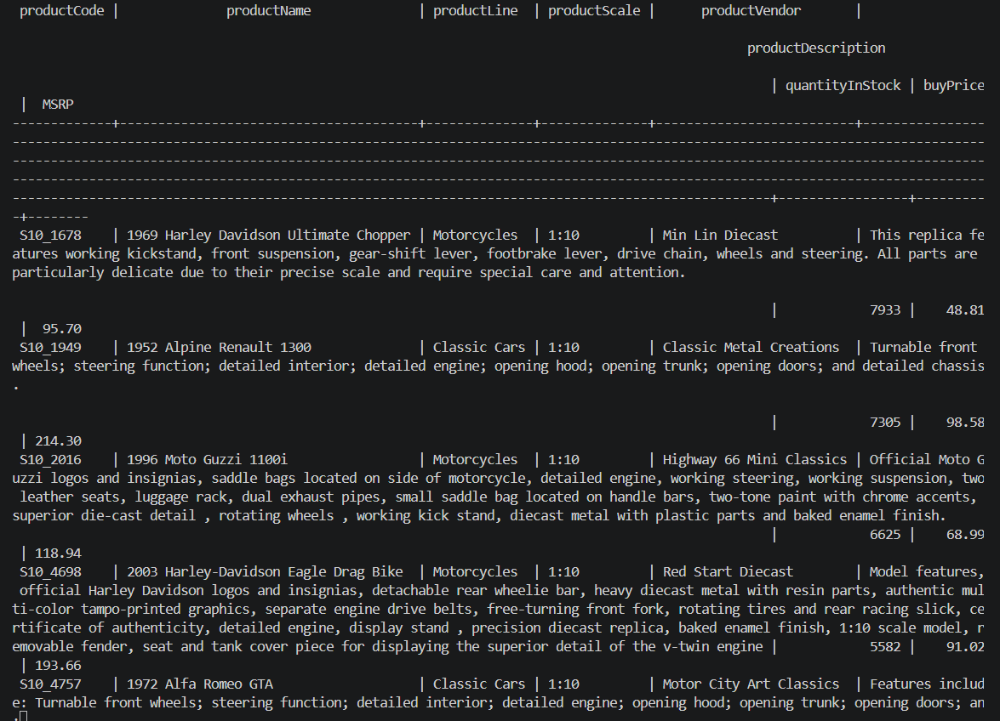 productCode | productName | productLine | productScale | productVendor |
productDescription
| quantityInStock | buyPrice
| MSRP
-------------+---------------------------------------+--------------+--------------+--------------------------+----------------
-------------------------------------------------------------------------------------------------------------------------------
-------------------------------------------------------------------------------------------------------------------------------
-------------------------------------------------------------------------------------------------------------------------------
---------------------------------------------------------------------------------------------------+-----------------+---------
-+--------
S10_1678 | 1969 Harley Davidson Ultimate Chopper | Motorcycles | 1:10 | Min Lin Diecast | This replica fe
atures working kickstand, front suspension, gear-shift lever, footbrake lever, drive chain, wheels and steering. All parts are
particularly delicate due to their precise scale and require special care and attention.
| 7933 | 48.81
| 95.70
S10_1949 | 1952 Alpine Renault 1300 | Classic Cars | 1:10 | Classic Metal Creations | Turnable front
wheels; steering function; detailed interior; detailed engine; opening hood; opening trunk; opening doors; and detailed chassis
.
| 7305 | 98.58
| 214.30
S10_2016 | 1996 Moto Guzzi 1100i | Motorcycles | 1:10 | Highway 66 Mini Classics | Official Moto G
uzzi logos and insignias, saddle bags located on side of motorcycle, detailed engine, working steering, working suspension, two
leather seats, luggage rack, dual exhaust pipes, small saddle bag located on handle bars, two-tone paint with chrome accents,
superior die-cast detail , rotating wheels , working kick stand, diecast metal with plastic parts and baked enamel finish.
| 6625 | 68.99
| 118.94
S10_4698 | 2003 Harley-Davidson Eagle Drag Bike | Motorcycles | 1:10 | Red Start Diecast | Model features,
official Harley Davidson logos and insignias, detachable rear wheelie bar, heavy diecast metal with resin parts, authentic mul
ti-color tampo-printed graphics, separate engine drive belts, free-turning front fork, rotating tires and rear racing slick, ce
rtificate of authenticity, detailed engine, display stand , precision diecast replica, baked enamel finish, 1:10 scale model, r
emovable fender, seat and tank cover piece for displaying the superior detail of the v-twin engine | 5582 | 91.02
| 193.66
S10_4757 | 1972 Alfa Romeo GTA | Classic Cars | 1:10 | Motor City Art Classics | Features includ
e: Turnable front wheels; steering function; detailed interior; detailed engine; opening hood; opening trunk; opening doors; an
.